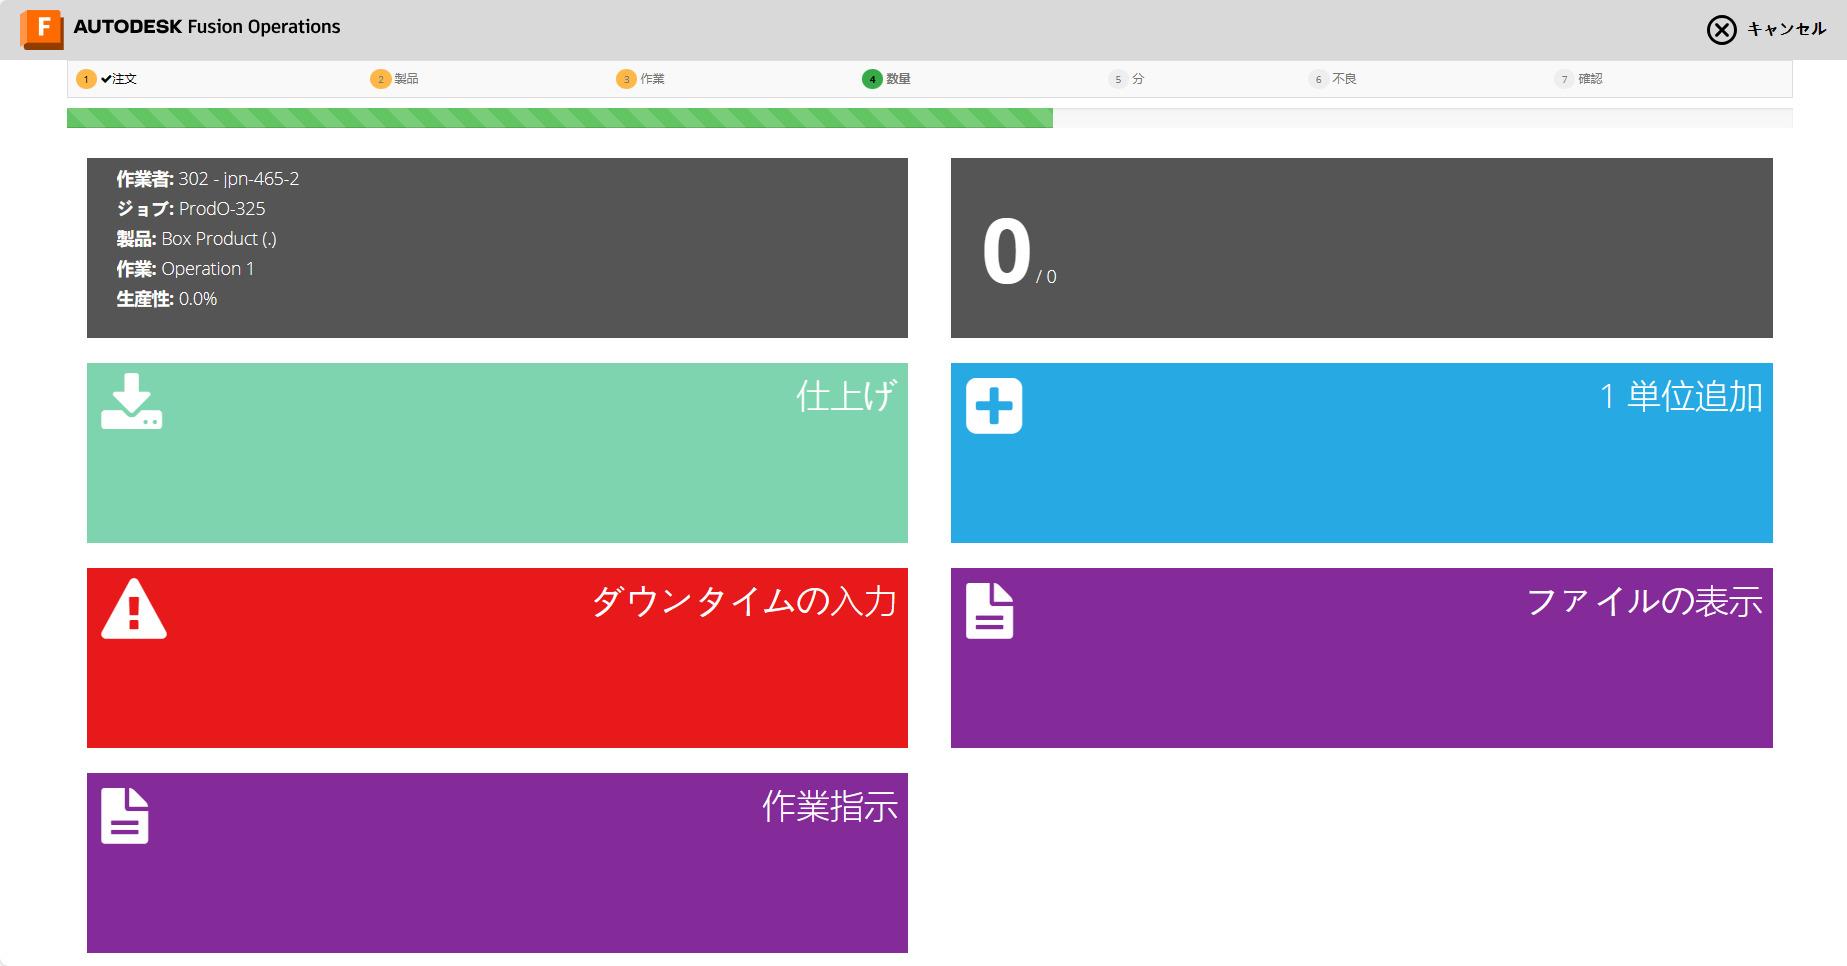 F AUTODESK Fusion Operations
キャンセル
1 注文
2 製品
3 作業
4 数量
5 分
6 不良
7 確認
作業者: 302 - jpn-465-2
ジョブ: ProdO-325
製品: Box Product (.)
作業: Operation 1
生産性: 0.0%
0 / 0
仕上げ
1 単位追加
ダウンタイムの入力
ファイルの表示
作業指示